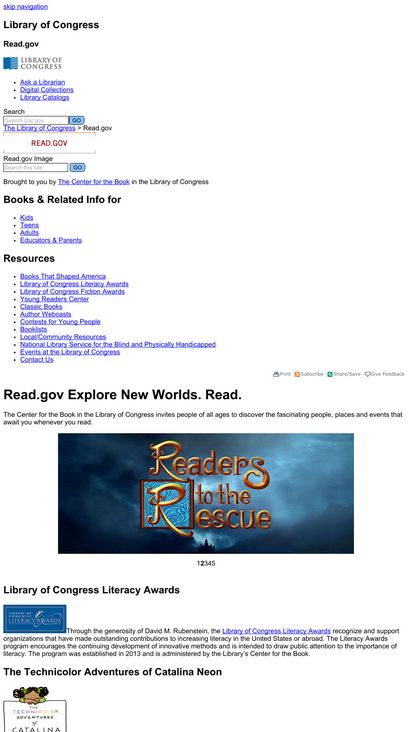 skip navigation
Library of Congress
Read.gov
LIBRARY OF
CONGRESS
Ask a Librarian
Digital Collections
Library Catalogs
Search
Search Loc.gov GO
The Library of Congress > Read.gov
READ.GOV
Read.gov Image
Search this site GO
Brought to you by The Center for the Book in the Library of Congress
Books & Related Info for
Kids
Teens
Adults
Educators & Parents
Resources
Books That Shaped America
Library of Congress Literacy Awards
Library of Congress Fiction Awards
Young Readers Center
Classic Books
Author Webcasts
Contests for Young People
Booklists
Local/Community Resources
National Library Service for the Blind and Physically Handicapped
Events at the Library of Congress
Contact Us
Print Subscribe Share/Save Give Feedback
Read.gov Explore New Worlds. Read.
The Center for the Book in the Library of Congress invites people of all ages to discover the fascinating people, places and events that
await you whenever you read.
Readers
to the
Rescue
12345
Library of Congress Literacy Awards
LIBRARY OF
CONGRESS
LITERACY AWARDS
Through the generosity of David M. Rubenstein, the Library of Congress Literacy Awards recognize and support
organizations that have made outstanding contributions to increasing literacy in the United States or abroad. The Literacy Awards
program encourages the continuing development of innovative methods and is intended to draw public attention to the importance of
literacy. The program was established in 2013 and is administered by the Library's Center for the Book.
The Technicolor Adventures of Catalina Neon
THE
TECHNICOLOR
ADVENTURES
OF CATALINA